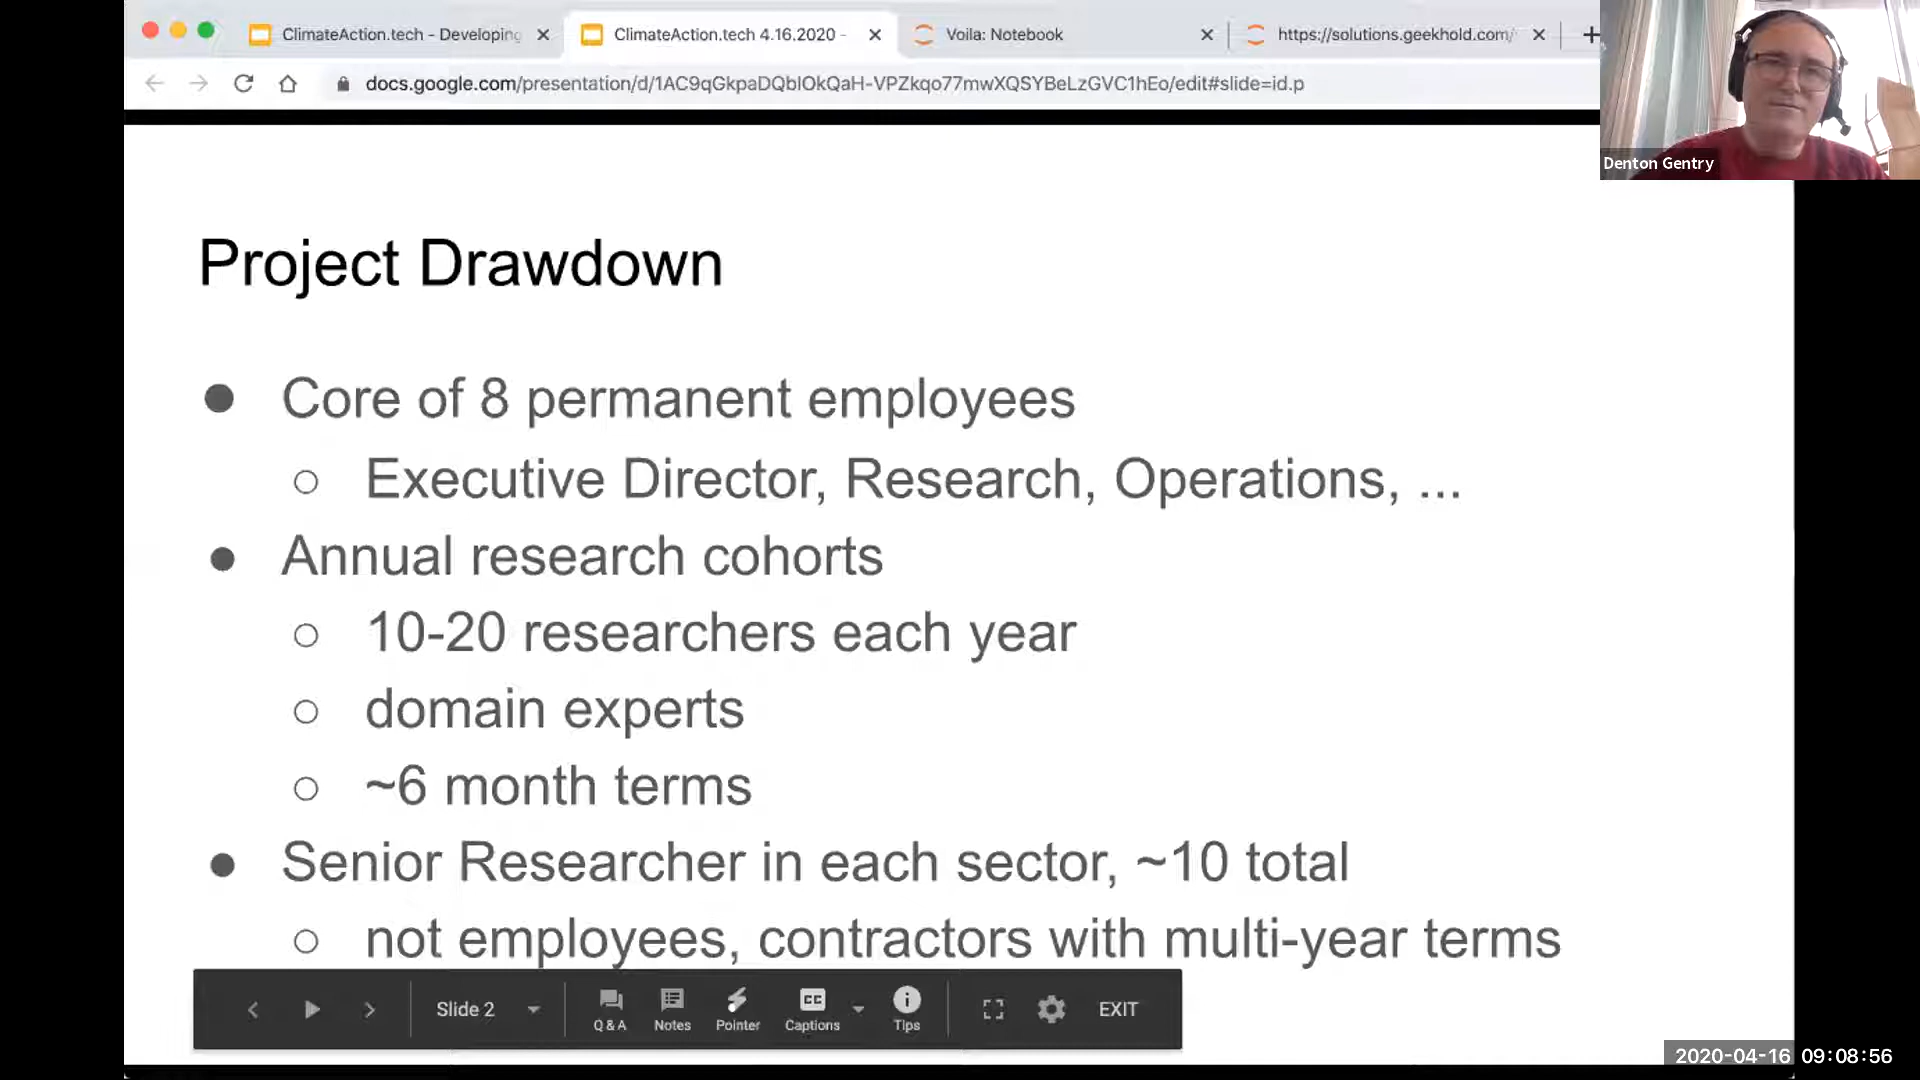 ClimateAction.tech - Developing
ClimateAction.tech 4.16.2020 -
Voila: Notebook
https://solutions.geekhold.com/
docs.google.com/presentation/d/1AC9qGkpaDQblOkQaH-VPZkqo77mwXQSYBeLzGVC1hEo/edit#slide=id.p
Denton Gentry
Project Drawdown
● Core of 8 permanent employees
○ Executive Director, Research, Operations, ...
● Annual research cohorts
○ 10-20 researchers each year
○ domain experts
○ ~6 month terms
● Senior Researcher in each sector, ~10 total
○ not employees, contractors with multi-year terms
Slide 2
Q & A
Notes
Pointer
CC
Captions
Tips
EXIT
2020-04-16 09:08:56